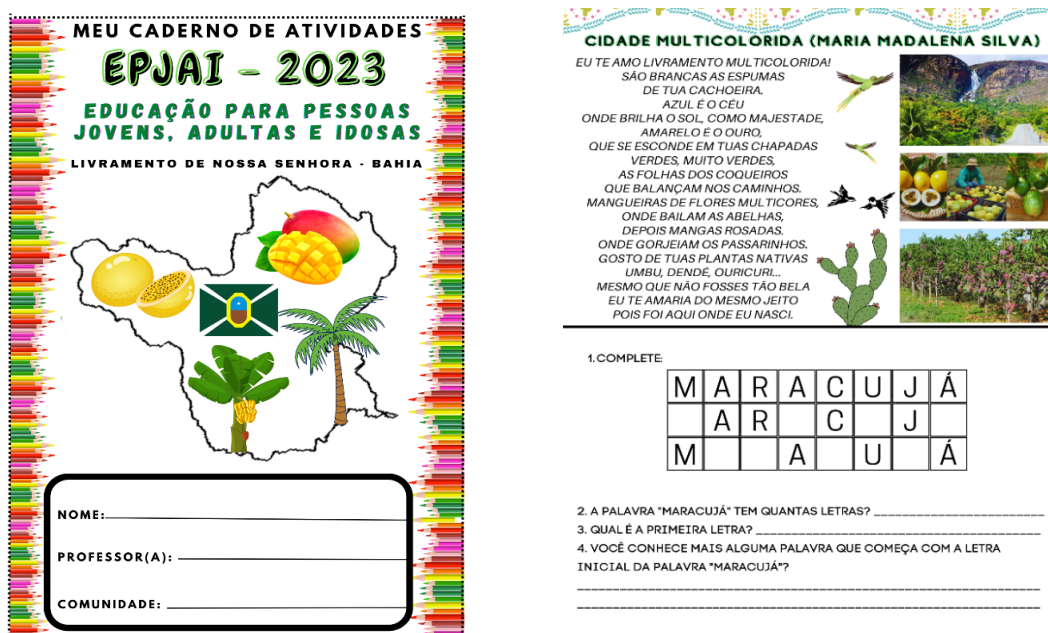 MEU CADERNO DE ATIVIDADES
EPJAI - 2023
EDUCAÇÃO PARA PESSOAS
JOVENS, ADULTAS E IDOSAS
LIVRAMENTO DE NOSSA SENHORA - BAHIA
NOME:
PROFESSOR(A):
COMUNIDADE:
CIDADE MULTICOLORIDA (MARIA MADALENA SILVA)
EU TE AMO LIVRAMENTO MULTICOLORIDA!
SÃO BRANCAS AS ESPUMAS
DE TUA CACHOEIRA.
AZUL É O CÉU
ONDE BRILHA O SOL, COMO MAJESTADE,
AMARELO É O OURO,
QUE SE ESCONDE EM TUAS CHAPADAS
VERDES, MUITO VERDES,
AS FOLHAS DOS COQUEIROS
QUE BALANÇAM NOS CAMINHOS.
MANGUEIRAS DE FLORES MULTICORES,
ONDE BAILAM AS ABELHAS,
DEPOIS MANGAS ROSADAS.
ONDE GORJEIAM OS PASSARINHOS.
GOSTO DE TUAS PLANTAS NATIVAS
UMBU, DENDÊ, OURICURI...
MESMO QUE NÃO FOSSES TÃO BELA
EU TE AMARIA DO MESMO JEITO
POIS FOI AQUI ONDE EU NASCI.
1. COMPLETE:
M A R A C U J Á
A R C J
M A U Á
2. A PALAVRA "MARACUJÁ" TEM QUANTAS LETRAS?
3. QUAL É A PRIMEIRA LETRA?
4. VOCÊ CONHECE MAIS ALGUMA PALAVRA QUE COMEÇA COM A LETRA
INICIAL DA PALAVRA "MARACUJÁ"?